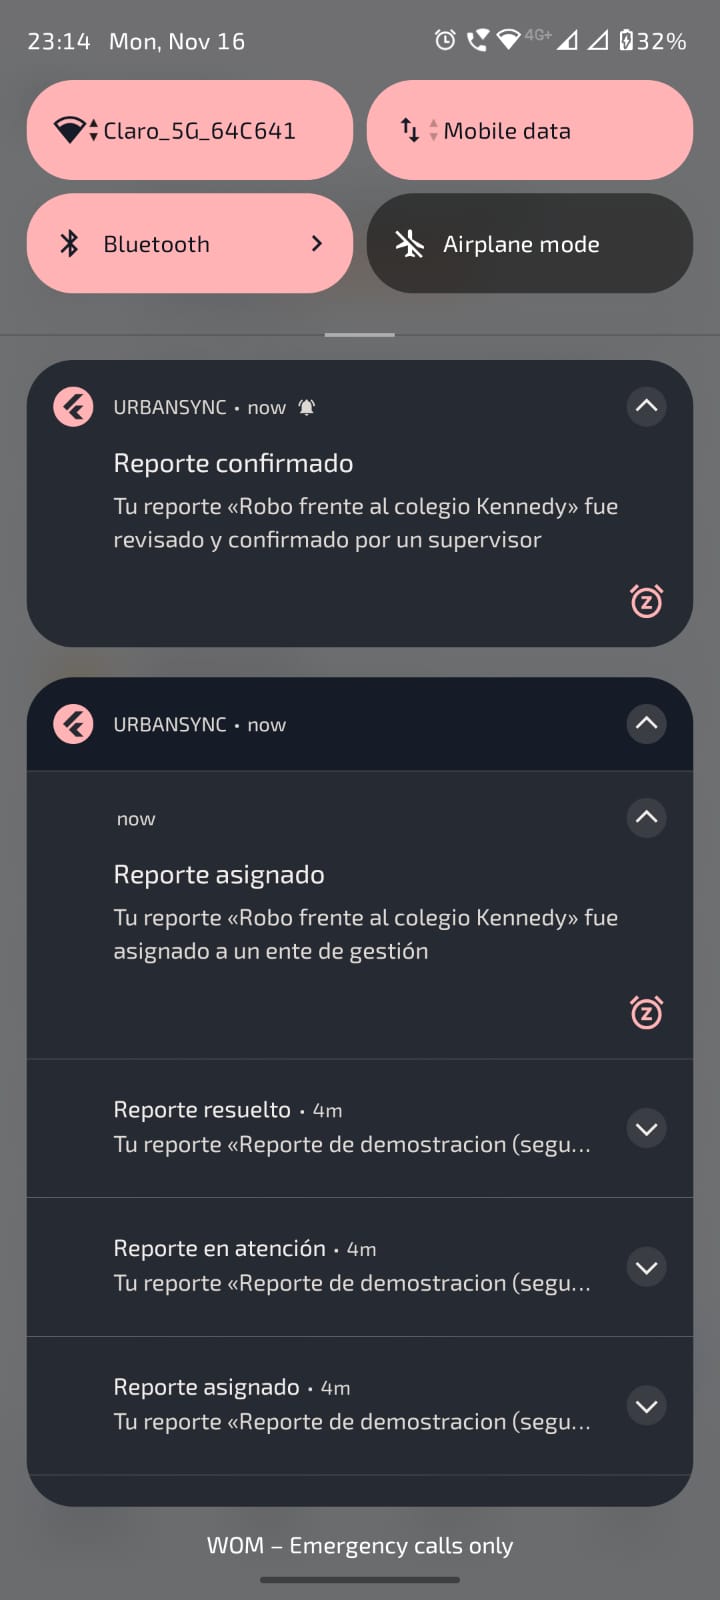 23:14 Mon, Nov 16
4G+ 32%
Claro_5G_64C641
Mobile data
Bluetooth
Airplane mode
URBANSYNC • now
Reporte confirmado
Tu reporte «Robo frente al colegio Kennedy» fue
revisado y confirmado por un supervisor
URBANSYNC • now
now
Reporte asignado
Tu reporte «Robo frente al colegio Kennedy» fue
asignado a un ente de gestión
Reporte resuelto • 4m
Tu reporte «Reporte de demostracion (segu...
Reporte en atención • 4m
Tu reporte «Reporte de demostracion (segu...
Reporte asignado • 4m
Tu reporte «Reporte de demostracion (segu...
WOM – Emergency calls only